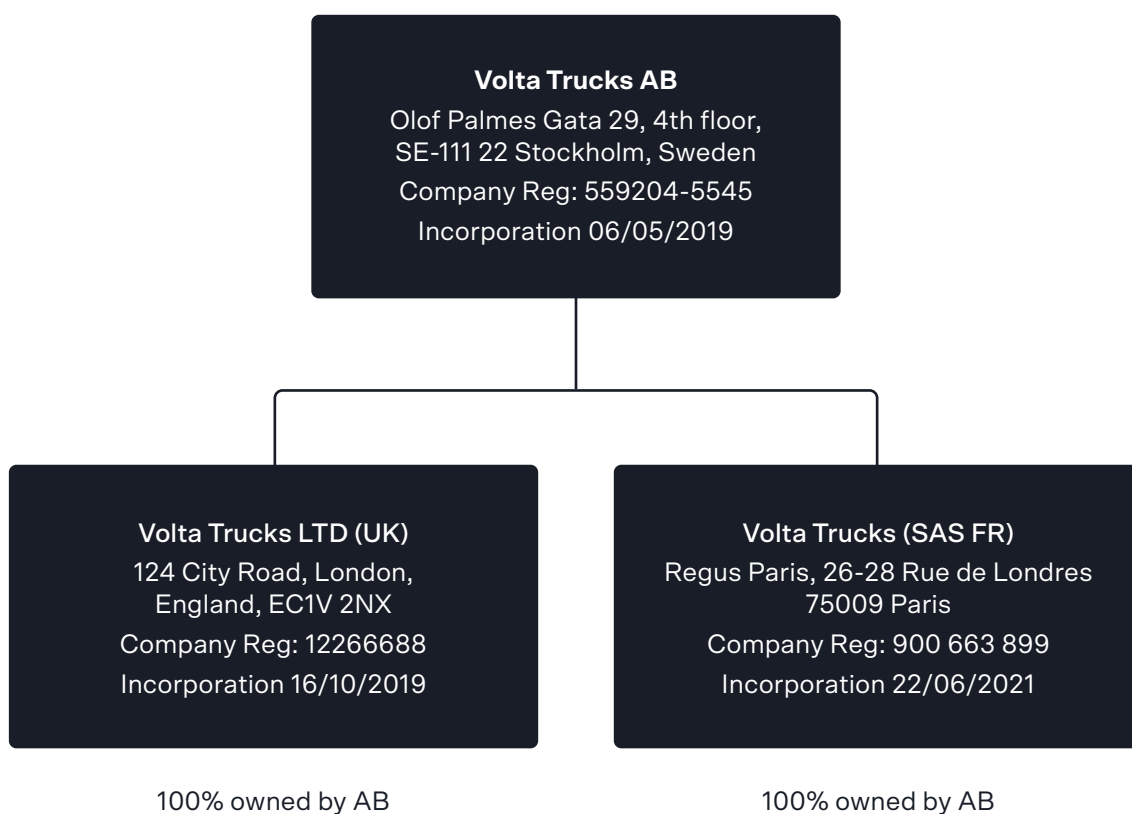 Volta Trucks AB
Olof Palmes Gata 29, 4th floor,
SE-111 22 Stockholm, Sweden
Company Reg: 559204-5545
Incorporation 06/05/2019
Volta Trucks LTD (UK)
124 City Road, London,
England, EC1V 2NX
Company Reg: 12266688
Incorporation 16/10/2019
100% owned by AB
Volta Trucks (SAS FR)
Regus Paris, 26-28 Rue de Londres
75009 Paris
Company Reg: 900 663 899
Incorporation 22/06/2021
100% owned by AB